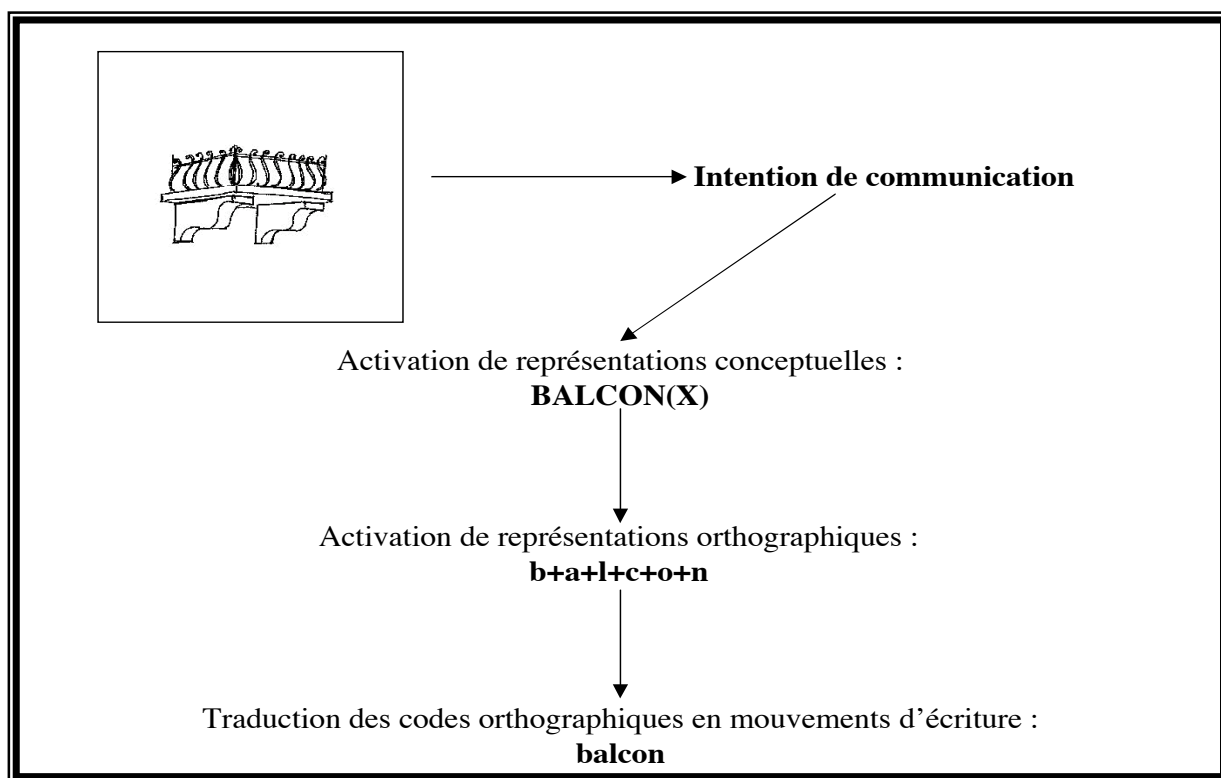 Intention de communication
Activation de représentations conceptuelles :
BALCON(X)
Activation de représentations orthographiques :
b+a+l+c+o+n
Traduction des codes orthographiques en mouvements d’écriture :
balcon